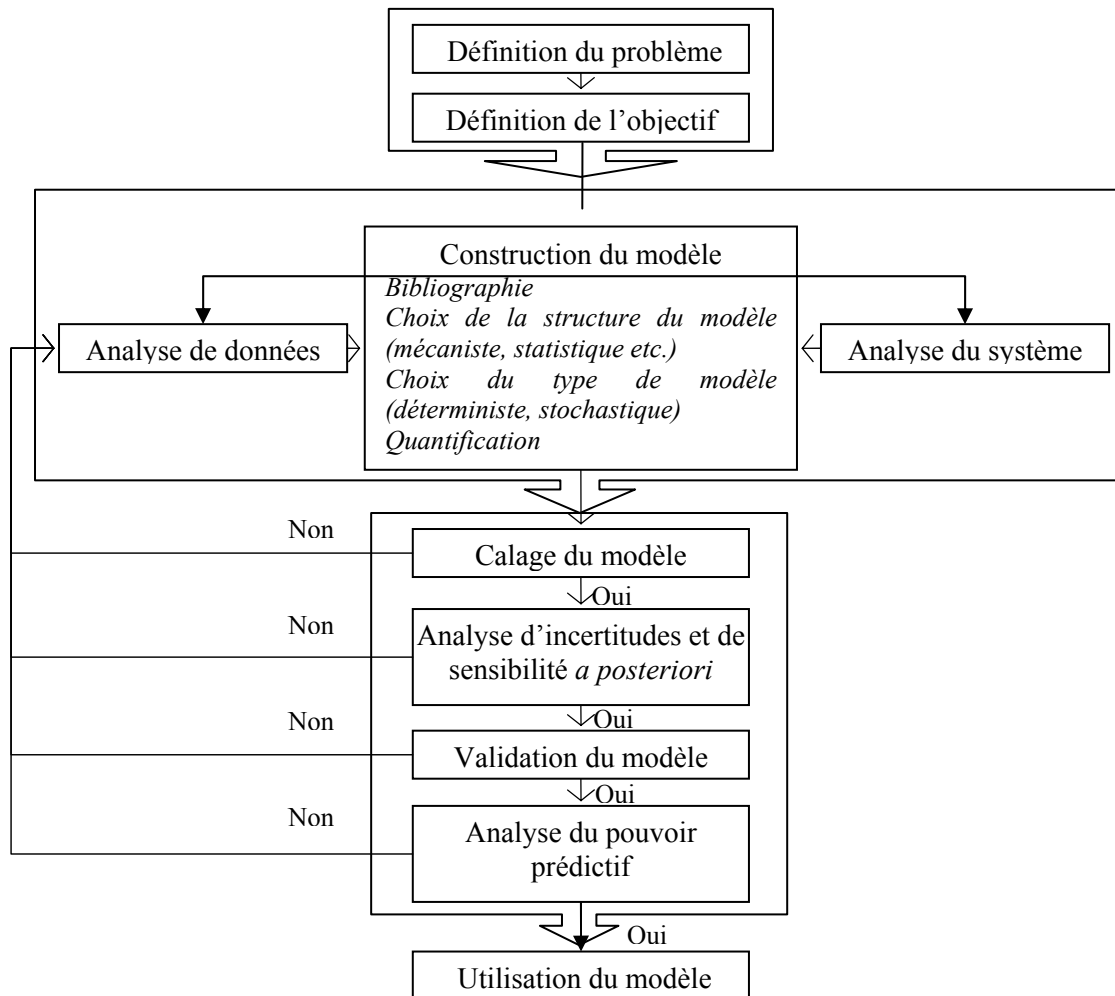 Définition du problème
Définition de l'objectif
Construction du modèle
Bibliographie
Choix de la structure du modèle
(mécaniste, statistique etc.)
Choix du type de modèle
(déterministe, stochastique)
Quantification
Analyse de données
Analyse du système
Non
Calage du modèle
Oui
Non
Analyse d'incertitudes et de
sensibilité a posteriori
Non
Oui
Validation du modèle
Oui
Non
Analyse du pouvoir
prédictif
Oui
Utilisation du modèle